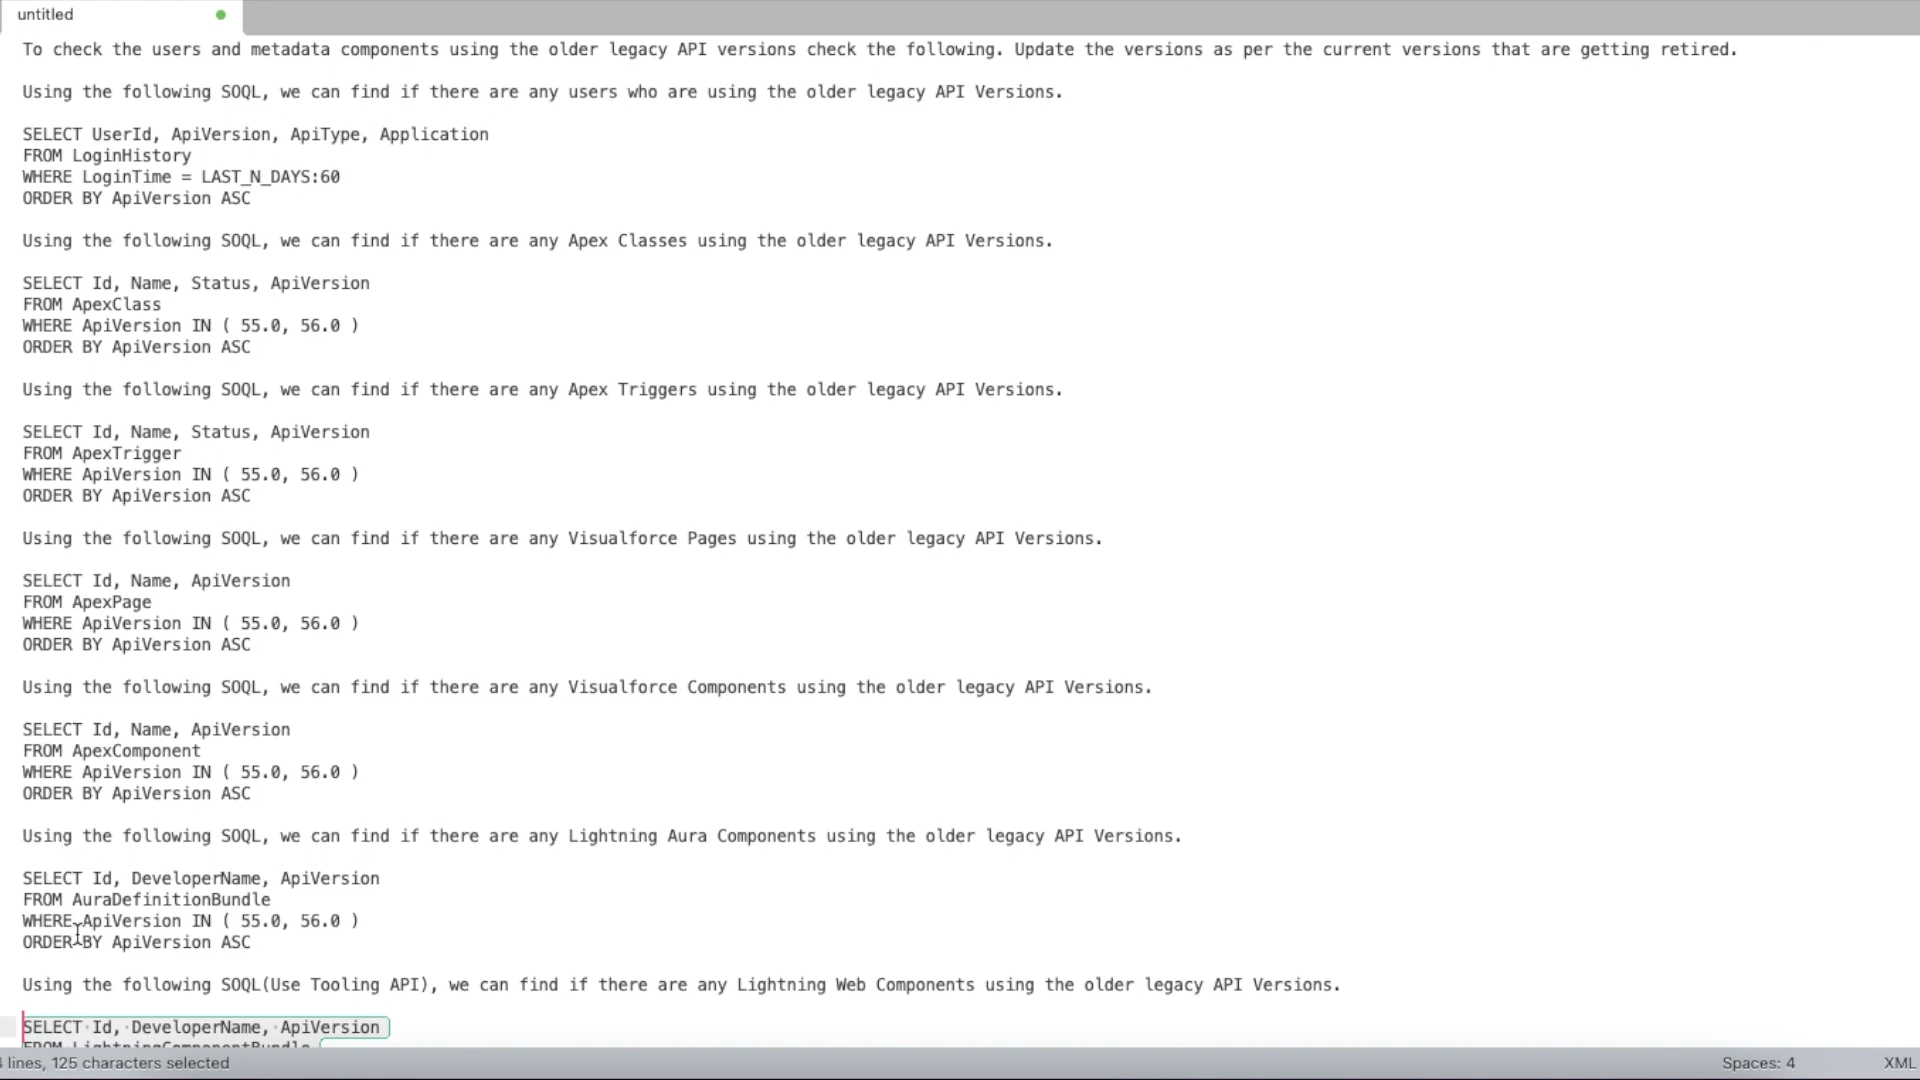 untitled
To check the users and metadata components using the older legacy API versions check the following. Update the versions as per the current versions that are getting retired.
Using the following SOQL, we can find if there are any users who are using the older legacy API Versions.
SELECT UserId, ApiVersion, ApiType, Application
FROM LoginHistory
WHERE LoginTime = LAST_N_DAYS:60
ORDER BY ApiVersion ASC
Using the following SOQL, we can find if there are any Apex Classes using the older legacy API Versions.
SELECT Id, Name, Status, ApiVersion
FROM ApexClass
WHERE ApiVersion IN ( 55.0, 56.0 )
ORDER BY ApiVersion ASC
Using the following SOQL, we can find if there are any Apex Triggers using the older legacy API Versions.
SELECT Id, Name, Status, ApiVersion
FROM ApexTrigger
WHERE ApiVersion IN ( 55.0, 56.0 )
ORDER BY ApiVersion ASC
Using the following SOQL, we can find if there are any Visualforce Pages using the older legacy API Versions.
SELECT Id, Name, ApiVersion
FROM ApexPage
WHERE ApiVersion IN ( 55.0, 56.0 )
ORDER BY ApiVersion ASC
Using the following SOQL, we can find if there are any Visualforce Components using the older legacy API Versions.
SELECT Id, Name, ApiVersion
FROM ApexComponent
WHERE ApiVersion IN ( 55.0, 56.0 )
ORDER BY ApiVersion ASC
Using the following SOQL, we can find if there are any Lightning Aura Components using the older legacy API Versions.
SELECT Id, DeveloperName, ApiVersion
FROM AuraDefinitionBundle
WHERE ApiVersion IN ( 55.0, 56.0 )
ORDER BY ApiVersion ASC
Using the following SOQL(Use Tooling API), we can find if there are any Lightning Web Components using the older legacy API Versions.
SELECT Id, DeveloperName, ApiVersion
FROM LightningComponentBundle
lines, 125 characters selected
Spaces: 4
XML